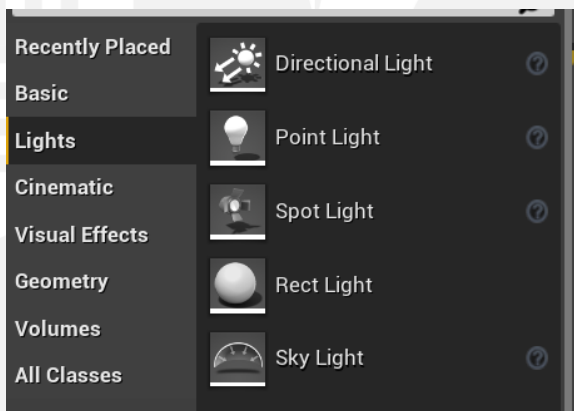 Recently Placed
Basic
Lights
Cinematic
Visual Effects
Geometry
Volumes
All Classes
Directional Light
Point Light
Spot Light
Rect Light
Sky Light